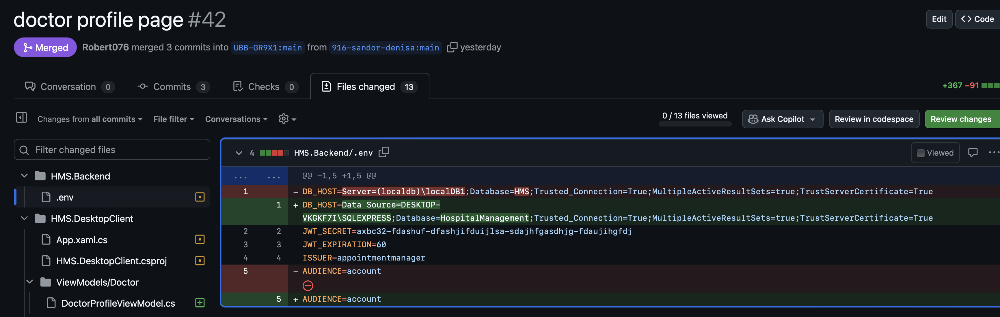 doctor profile page #42
Edit
<> Code
Merged
Robert076 merged 3 commits into UBB-GR9X1:main from 916-sandor-denisa:main yesterday
Conversation 0
Commits 3
Checks 0
Files changed 13
+367 −91
Changes from all commits
File filter
Conversations
0 / 13 files viewed
Ask Copilot
Review in codespace
Review changes
Filter changed files
HMS.Backend
.env
HMS.DesktopClient
App.xaml.cs
HMS.DesktopClient.csproj
ViewModels/Doctor
DoctorProfileViewModel.cs
4 HMS.Backend/.env
Viewed
...
... ... @@ -1,5 +1,5 @@
1 - DB_HOST=Server=(localdb)\localDB1;Database=HMS;Trusted_Connection=True;MultipleActiveResultSets=true;TrustServerCertificate=True
1 + DB_HOST=Data Source=DESKTOP-
VKGKF7I\SQLEXPRESS;Database=HospitalManagement;Trusted_Connection=True;MultipleActiveResultSets=true;TrustServerCertificate=True
2 2 JWT_SECRET=axbc32-fdashuf-dfashjifduijlsa-sdajhfgasdhjg-fdaujihgfdj
3 3 JWT_EXPIRATION=60
4 4 ISSUER=appointmentmanager
5 - AUDIENCE=account
5 + AUDIENCE=account